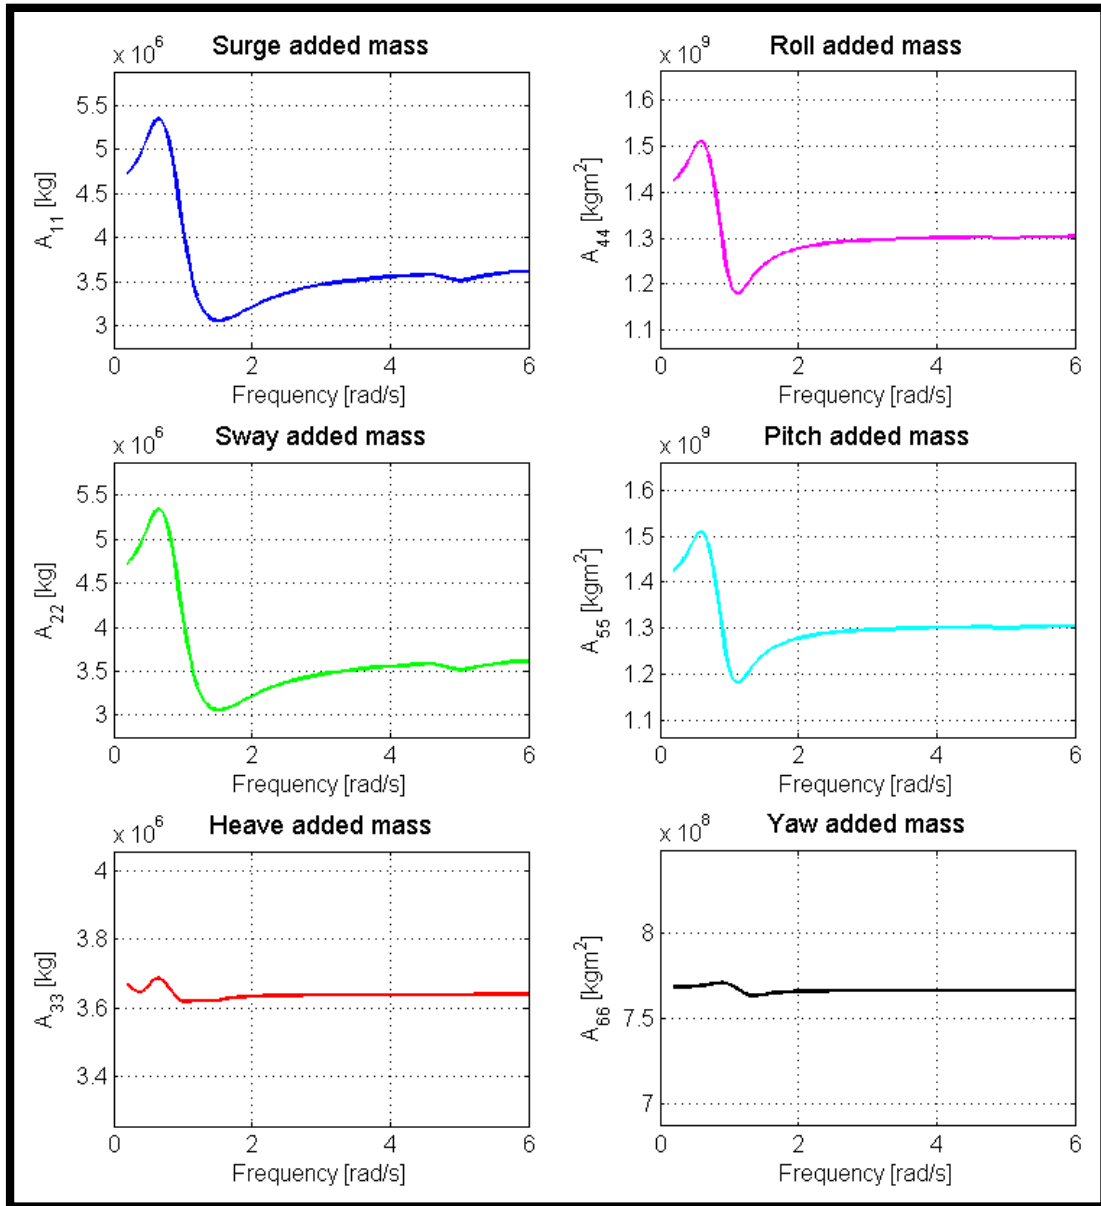 Surge added mass
x 10^6
5.5
5
4.5
4
3.5
3
A_11 [kg]
0 2 4 6
Frequency [rad/s]
Roll added mass
x 10^9
1.6
1.5
1.4
1.3
1.2
1.1
A_44 [kgm^2]
0 2 4 6
Frequency [rad/s]
Sway added mass
x 10^6
5.5
5
4.5
4
3.5
3
A_22 [kg]
0 2 4 6
Frequency [rad/s]
Pitch added mass
x 10^9
1.6
1.5
1.4
1.3
1.2
1.1
A_55 [kgm^2]
0 2 4 6
Frequency [rad/s]
Heave added mass
x 10^6
4
3.8
3.6
3.4
A_33 [kg]
0 2 4 6
Frequency [rad/s]
Yaw added mass
x 10^8
8
7.5
7
A_66 [kgm^2]
0 2 4 6
Frequency [rad/s]